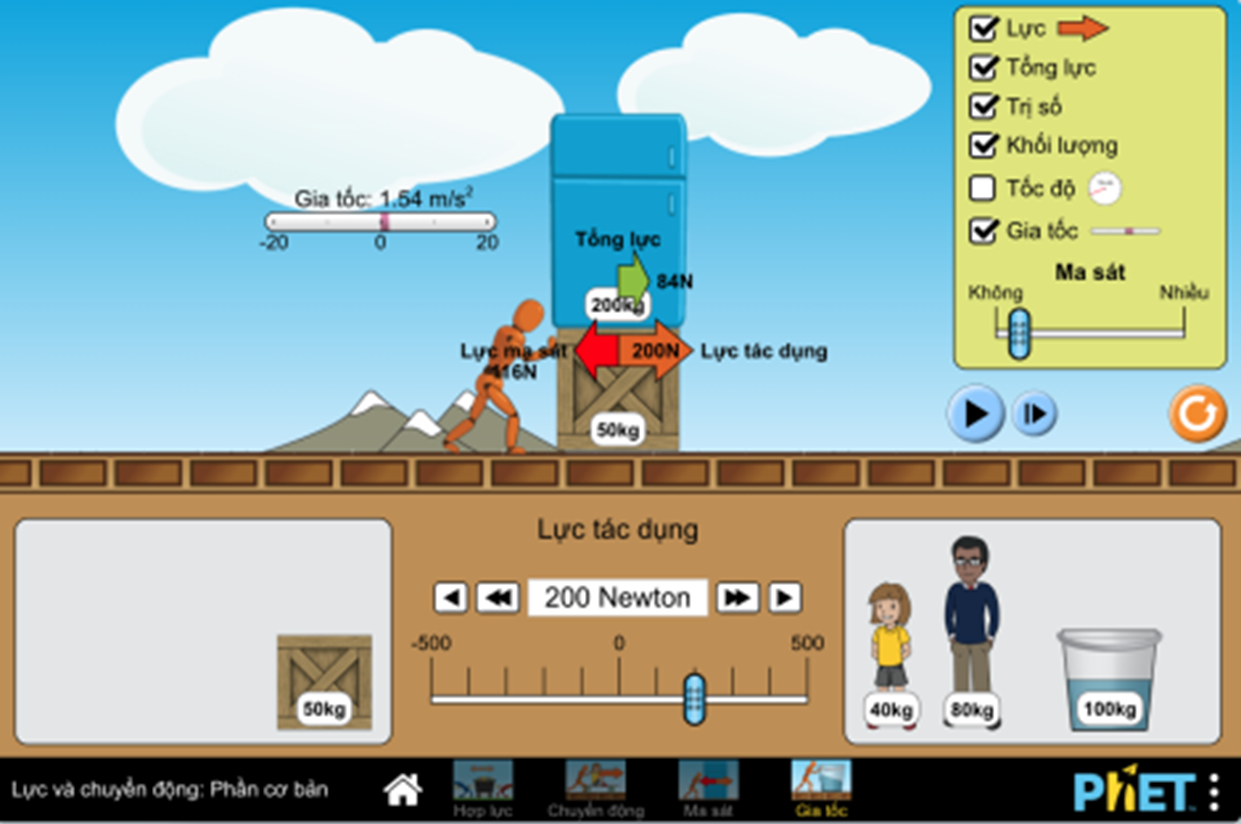 Lực
Tổng lực
Trị số
Khối lượng
Tốc độ
Gia tốc
Ma sát
Không Nhiều
Gia tốc: 1.54 m/s²
-20 0 20
Tổng lực
84N
200kg
Lực ma sát 200N Lực tác dụng
116N
50kg
Lực tác dụng
200 Newton
-500 0 500
50kg
40kg 80kg 100kg
Lực và chuyển động: Phần cơ bản
Hợp lực Chuyển động Ma sát Gia tốc
PhET